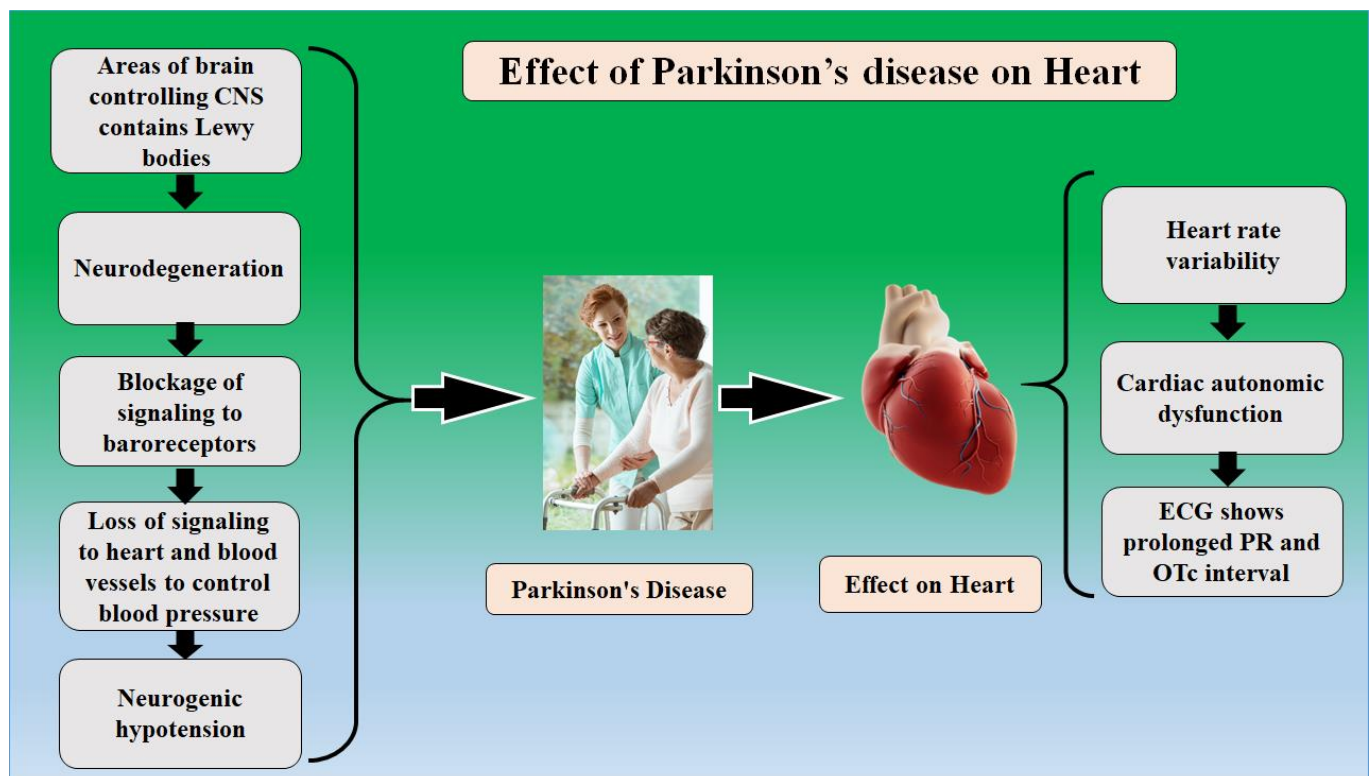 Effect of Parkinson’s disease on Heart
Areas of brain
controlling CNS
contains Lewy
bodies
Neurodegeneration
Blockage of
signaling to
baroreceptors
Loss of signaling
to heart and blood
vessels to control
blood pressure
Neurogenic
hypotension
Parkinson's Disease
Effect on Heart
Heart rate
variability
Cardiac autonomic
dysfunction
ECG shows
prolonged PR and
OTc interval